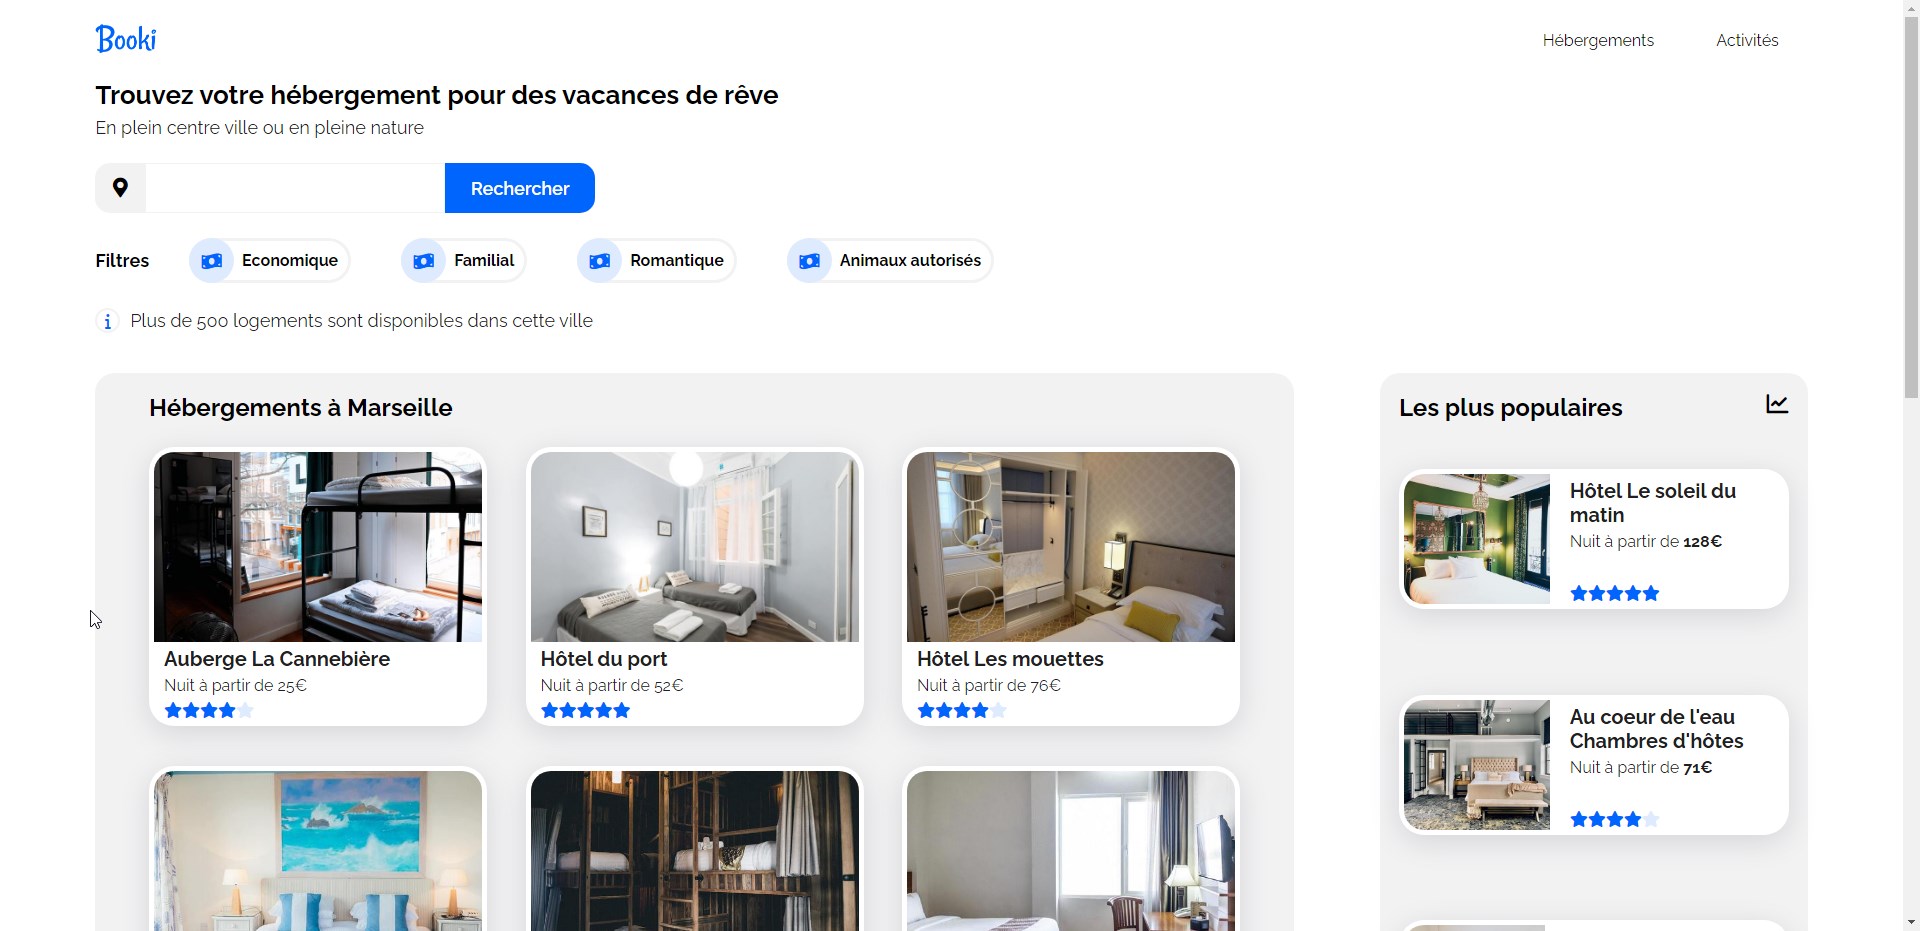 Booki
Hébergements
Activités
Trouvez votre hébergement pour des vacances de rêve
En plein centre ville ou en pleine nature
Rechercher
Filtres
Economique
Familial
Romantique
Animaux autorisés
Plus de 500 logements sont disponibles dans cette ville
Hébergements à Marseille
Auberge La Cannebière
Nuit à partir de 25€
Hôtel du port
Nuit à partir de 52€
Hôtel Les mouettes
Nuit à partir de 76€
Les plus populaires
Hôtel Le soleil du
matin
Nuit à partir de 128€
Au coeur de l'eau
Chambres d'hôtes
Nuit à partir de 71€